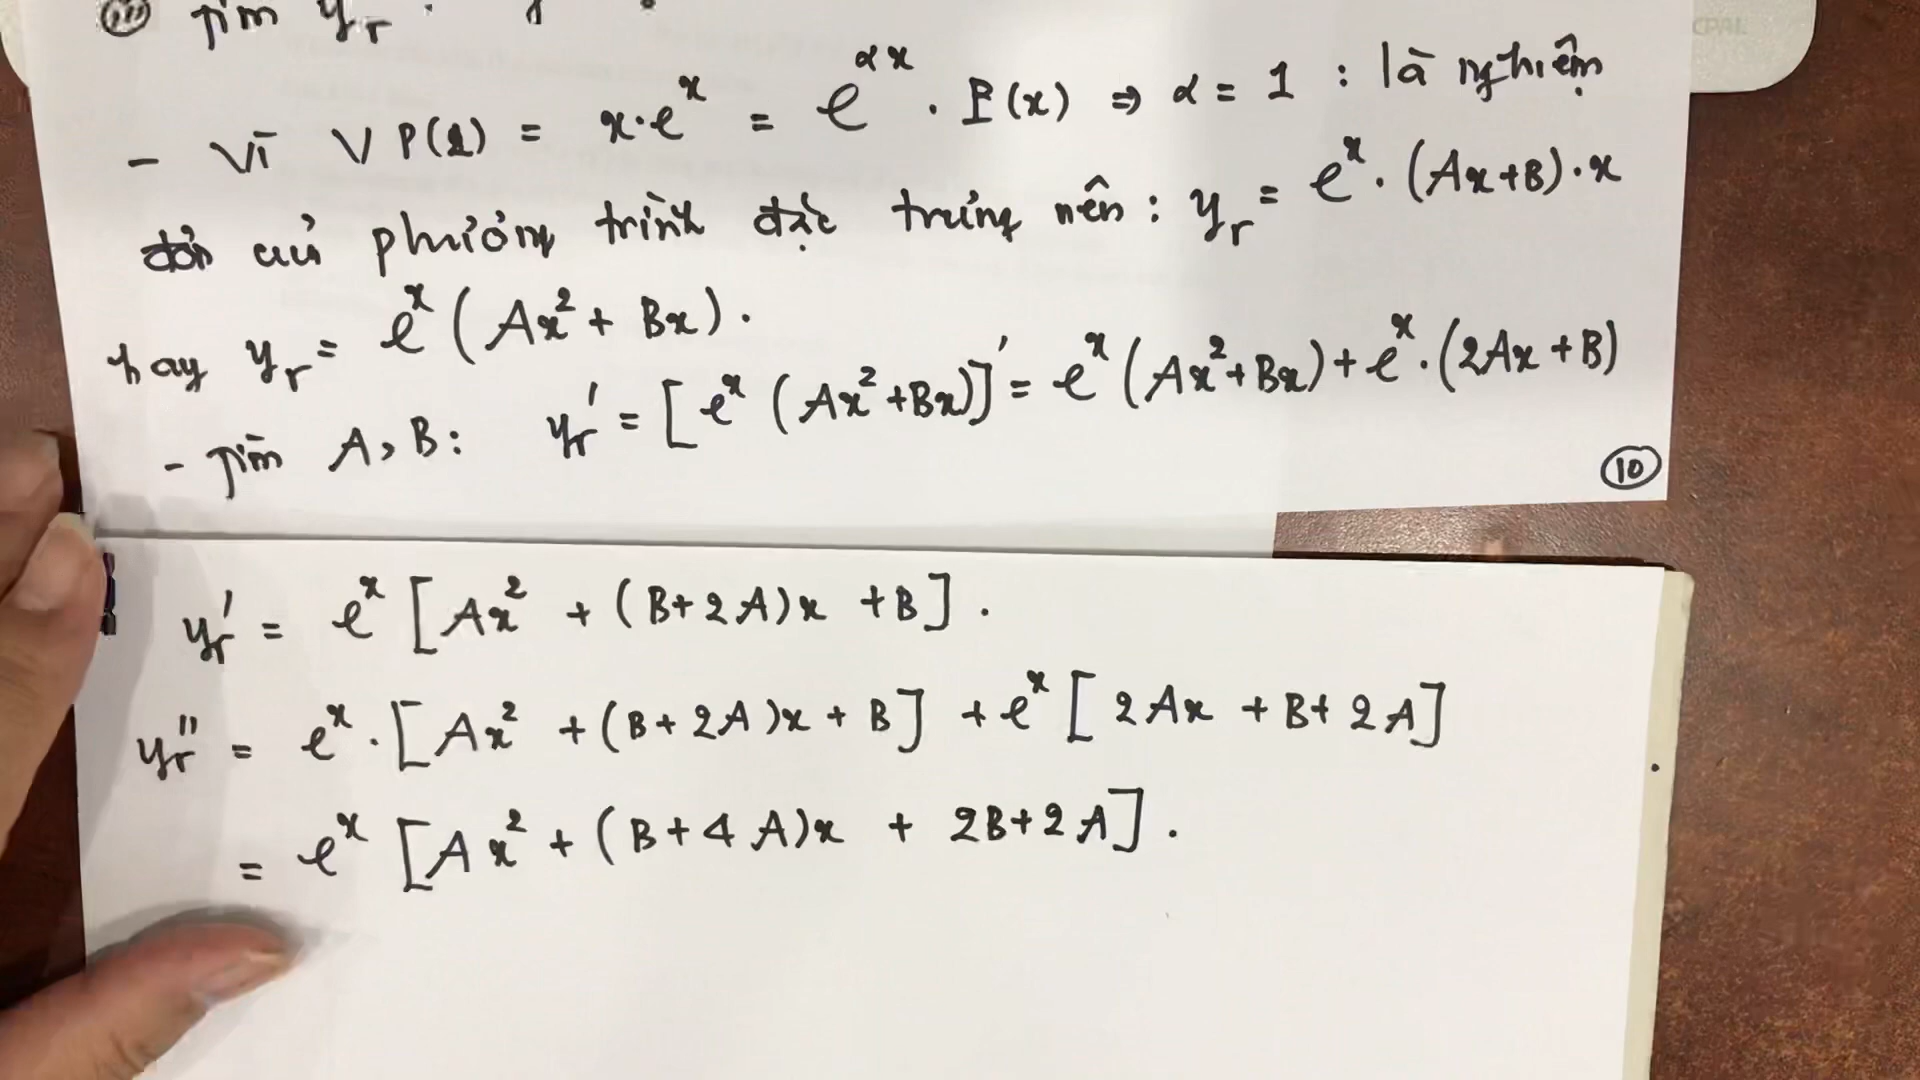 Tìm yr
- Vì VP(1) = x.e^x = e^{αx} . P(x) ⇒ α = 1 : là nghiệm
đơn của phương trình đặc trưng nên : yr = e^x . (Ax+B).x
hay yr = e^x (Ax² + Bx).
- Tìm A, B: yr' = [e^x (Ax²+Bx)]' = e^x (Ax²+Bx) + e^x . (2Ax+B)
10
yr' = e^x [Ax² + (B+2A)x + B] .
yr'' = e^x . [Ax² + (B+2A)x + B] + e^x [2Ax + B + 2A]
= e^x [Ax² + (B+4A)x + 2B+2A] .